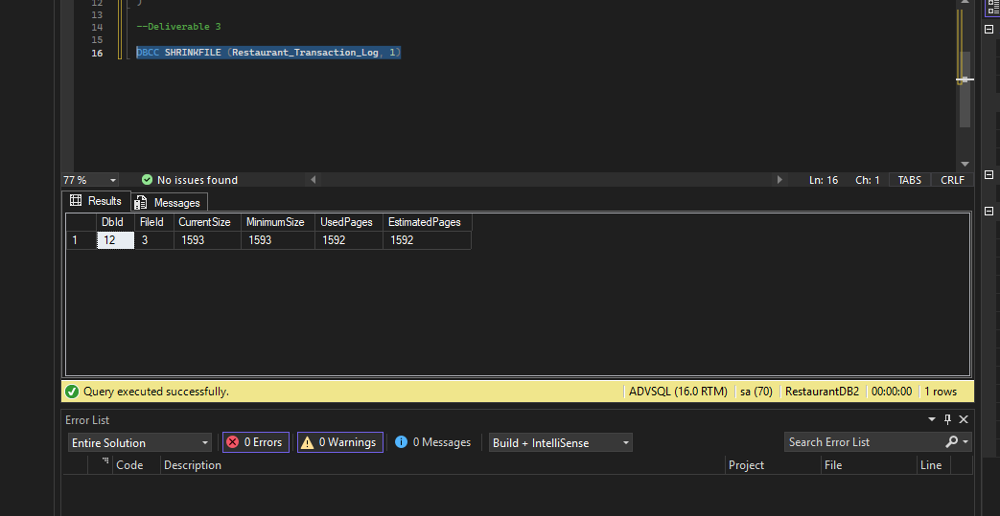 12 )
13
14 --Deliverable 3
15
16 DBCC SHRINKFILE (Restaurant_Transaction_Log, 1)
77 % No issues found Ln: 16 Ch: 1 TABS CRLF
Results Messages
DbId FileId CurrentSize MinimumSize UsedPages EstimatedPages
1 12 3 1593 1593 1592 1592
Query executed successfully. ADVSQL (16.0 RTM) sa (70) RestaurantDB2 00:00:00 1 rows
Error List
Entire Solution 0 Errors 0 Warnings 0 Messages Build + IntelliSense Search Error List
Code Description Project File Line